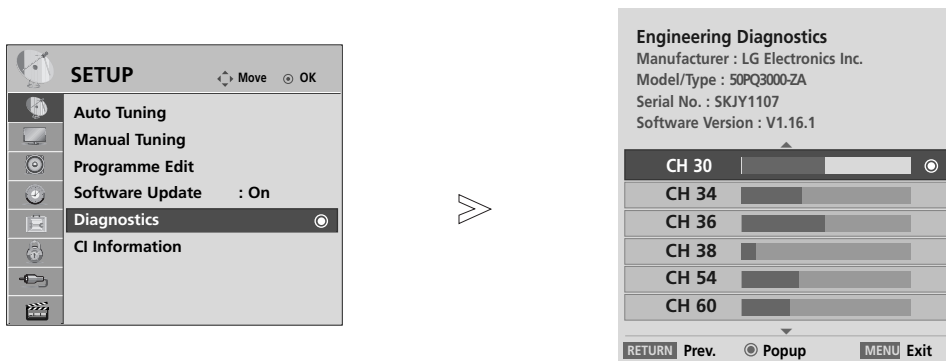 SETUP Move OK
Auto Tuning
Manual Tuning
Programme Edit
Software Update : On
Diagnostics
CI Information
Engineering Diagnostics
Manufacturer : LG Electronics Inc.
Model/Type : 50PQ3000-ZA
Serial No. : SKJY1107
Software Version : V1.16.1
CH 30
CH 34
CH 36
CH 38
CH 54
CH 60
RETURN Prev. Popup MENU Exit